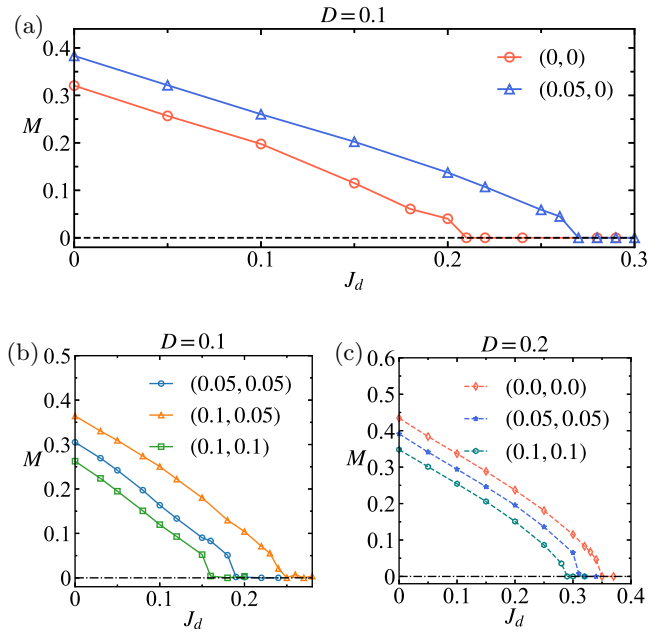 (a)
D=0.1
M
0.4
0.3
0.2
0.1
0
(0,0)
(0.05,0)
0 0.1 0.2 0.3
J_d
(b)
D=0.1
M
0.5
0.4
0.3
0.2
0.1
0
(0.05,0.05)
(0.1,0.05)
(0.1,0.1)
0 0.1 0.2
J_d
(c)
D=0.2
M
0.6
0.5
0.4
0.3
0.2
0.1
0
(0.0,0.0)
(0.05,0.05)
(0.1,0.1)
0 0.1 0.2 0.3 0.4
J_d